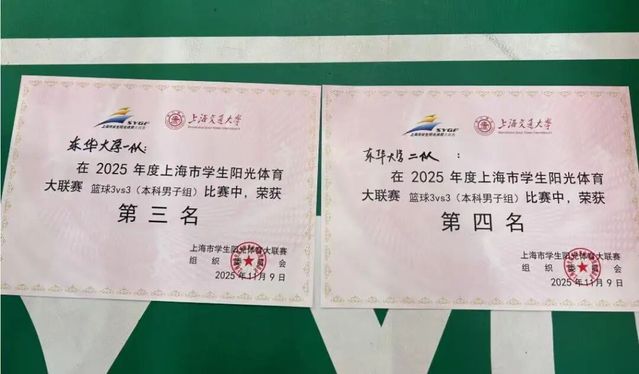 SYGF
上海交通大学
东华大学一队:
在 2025 年度上海市学生阳光体育
大联赛 篮球3vs3（本科男子组）比赛中，荣获
第三名
上海市学生阳光体育大联赛
组织委员会
2025年11月9日
SYGF
上海交通大学
东华大学二队 :
在 2025 年度上海市学生阳光体育
大联赛 篮球3vs3（本科男子组）比赛中，荣获
第四名
上海市学生阳光体育大联赛
组织委员会
2025年11月9日